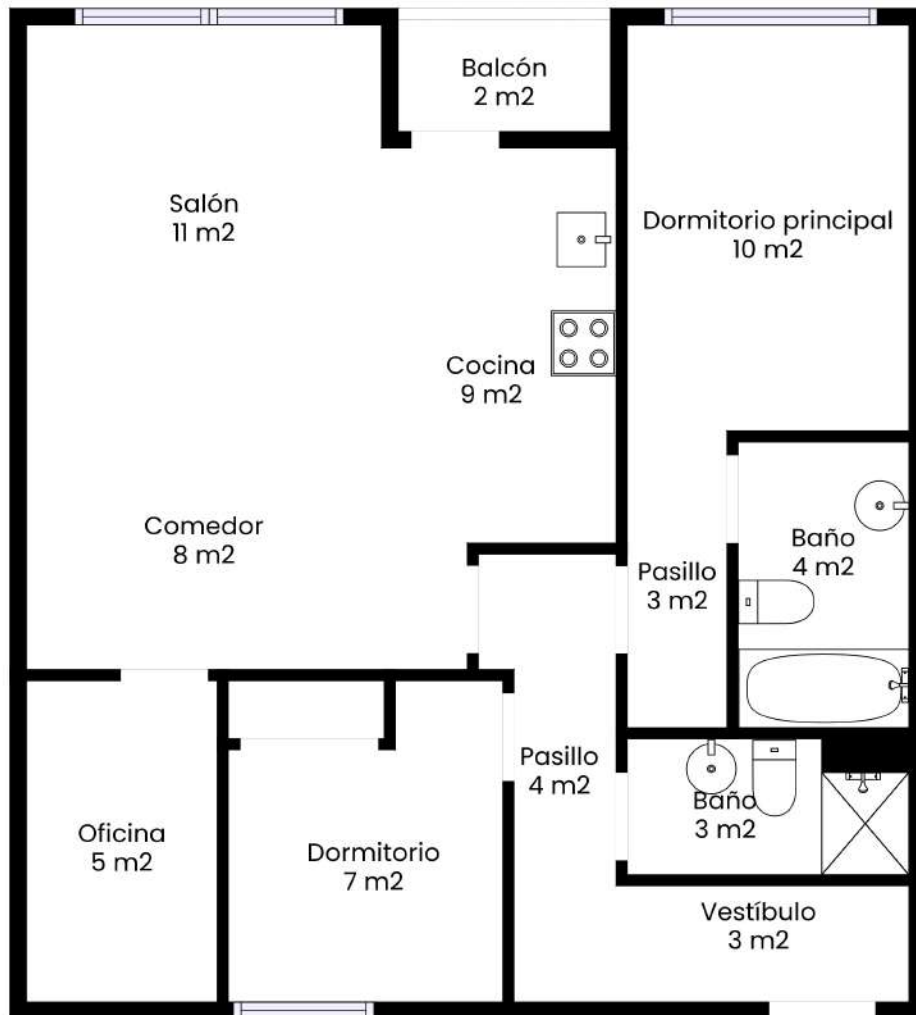 Balcón
2 m2
Salón
11 m2
Dormitorio principal
10 m2
Cocina
9 m2
Comedor
8 m2
Baño
4 m2
Pasillo
3 m2
Pasillo
4 m2
Baño
3 m2
Oficina
5 m2
Dormitorio
7 m2
Vestíbulo
3 m2